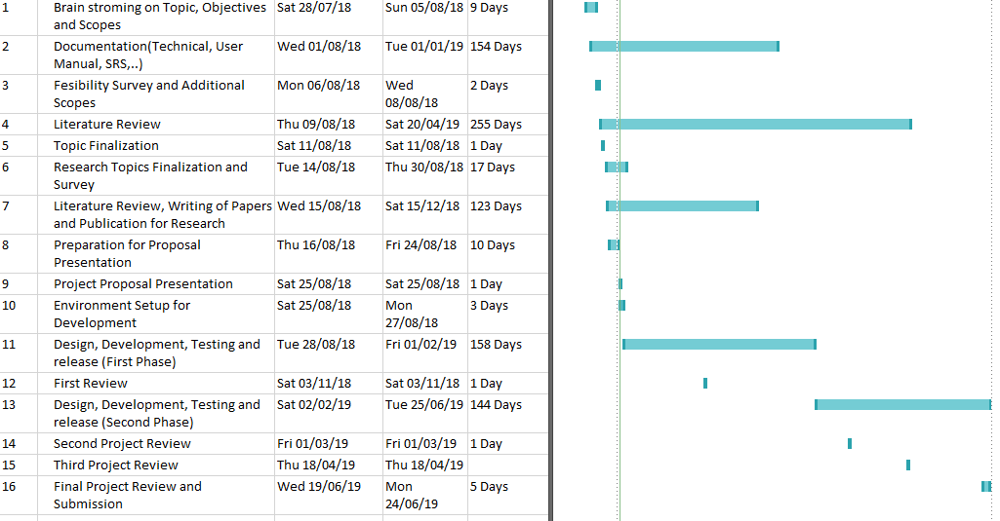 1 Brain stroming on Topic, Objectives Sat 28/07/18 Sun 05/08/18 9 Days
and Scopes
2 Documentation(Technical, User Wed 01/08/18 Tue 01/01/19 154 Days
Manual, SRS,..)
3 Fesibility Survey and Additional Mon 06/08/18 Wed 2 Days
Scopes 08/08/18
4 Literature Review Thu 09/08/18 Sat 20/04/19 255 Days
5 Topic Finalization Sat 11/08/18 Sat 11/08/18 1 Day
6 Research Topics Finalization and Tue 14/08/18 Thu 30/08/18 17 Days
Survey
7 Literature Review, Writing of Papers Wed 15/08/18 Sat 15/12/18 123 Days
and Publication for Research
8 Preparation for Proposal Thu 16/08/18 Fri 24/08/18 10 Days
Presentation
9 Project Proposal Presentation Sat 25/08/18 Sat 25/08/18 1 Day
10 Environment Setup for Sat 25/08/18 Mon 3 Days
Development 27/08/18
11 Design, Development, Testing and Tue 28/08/18 Fri 01/02/19 158 Days
release (First Phase)
12 First Review Sat 03/11/18 Sat 03/11/18 1 Day
13 Design, Development, Testing and Sat 02/02/19 Tue 25/06/19 144 Days
release (Second Phase)
14 Second Project Review Fri 01/03/19 Fri 01/03/19 1 Day
15 Third Project Review Thu 18/04/19 Thu 18/04/19
16 Final Project Review and Wed 19/06/19 Mon 5 Days
Submission 24/06/19